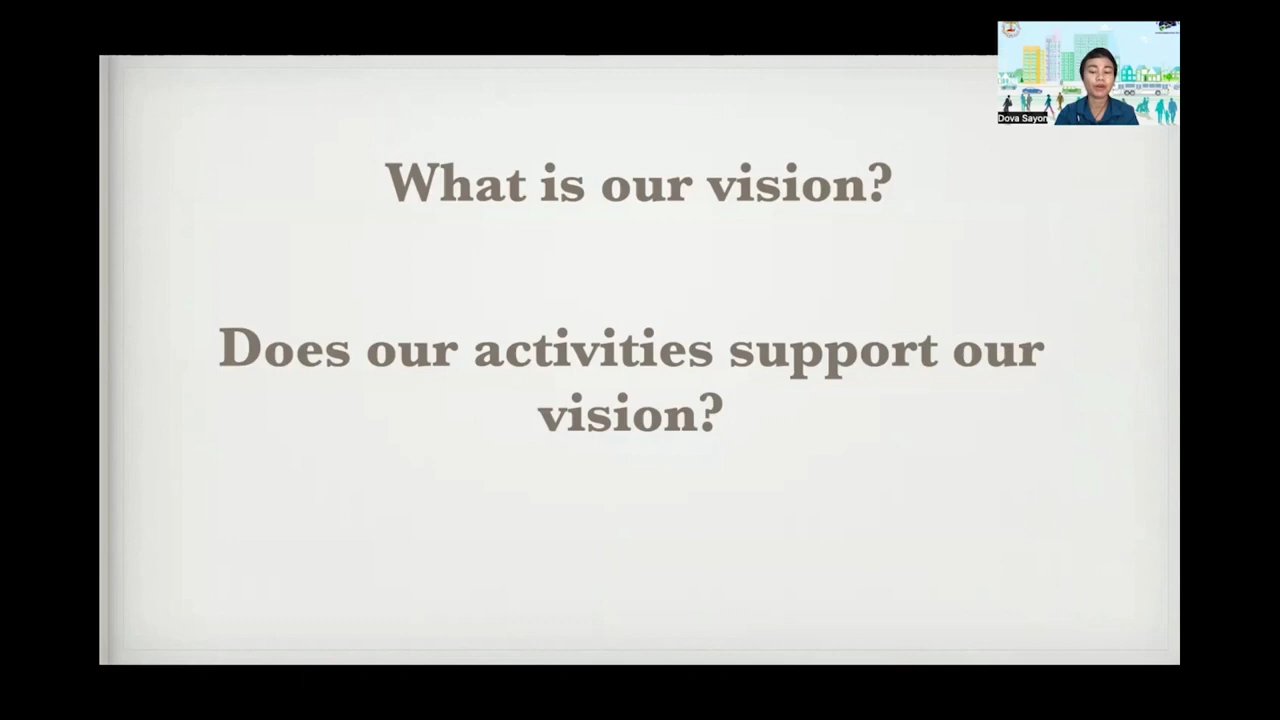 What is our vision?
Does our activities support our
vision?
Dova Sayon